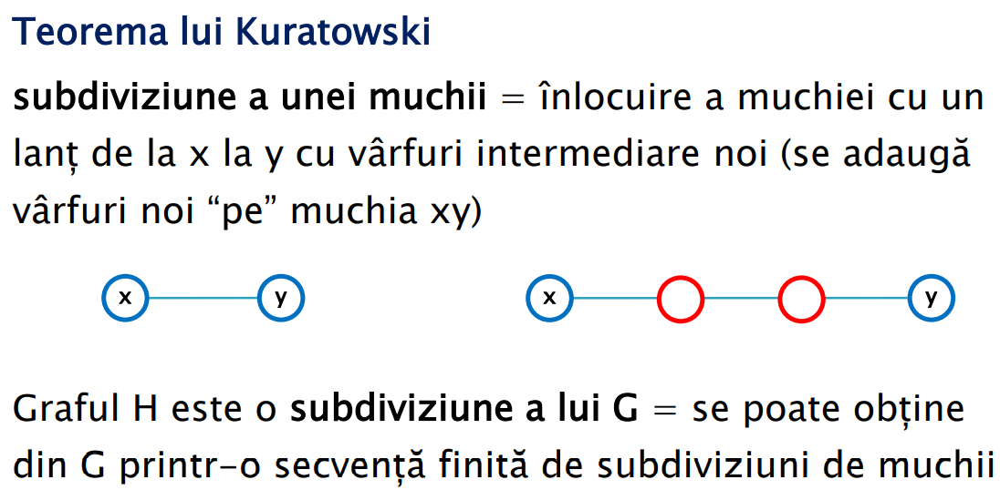 Teorema lui Kuratowski
subdiviziune a unei muchii = înlocuire a muchiei cu un
lanț de la x la y cu vârfuri intermediare noi (se adaugă
vârfuri noi “pe” muchia xy)
x y x y
Graful H este o subdiviziune a lui G = se poate obține
din G printr-o secvență finită de subdiviziuni de muchii